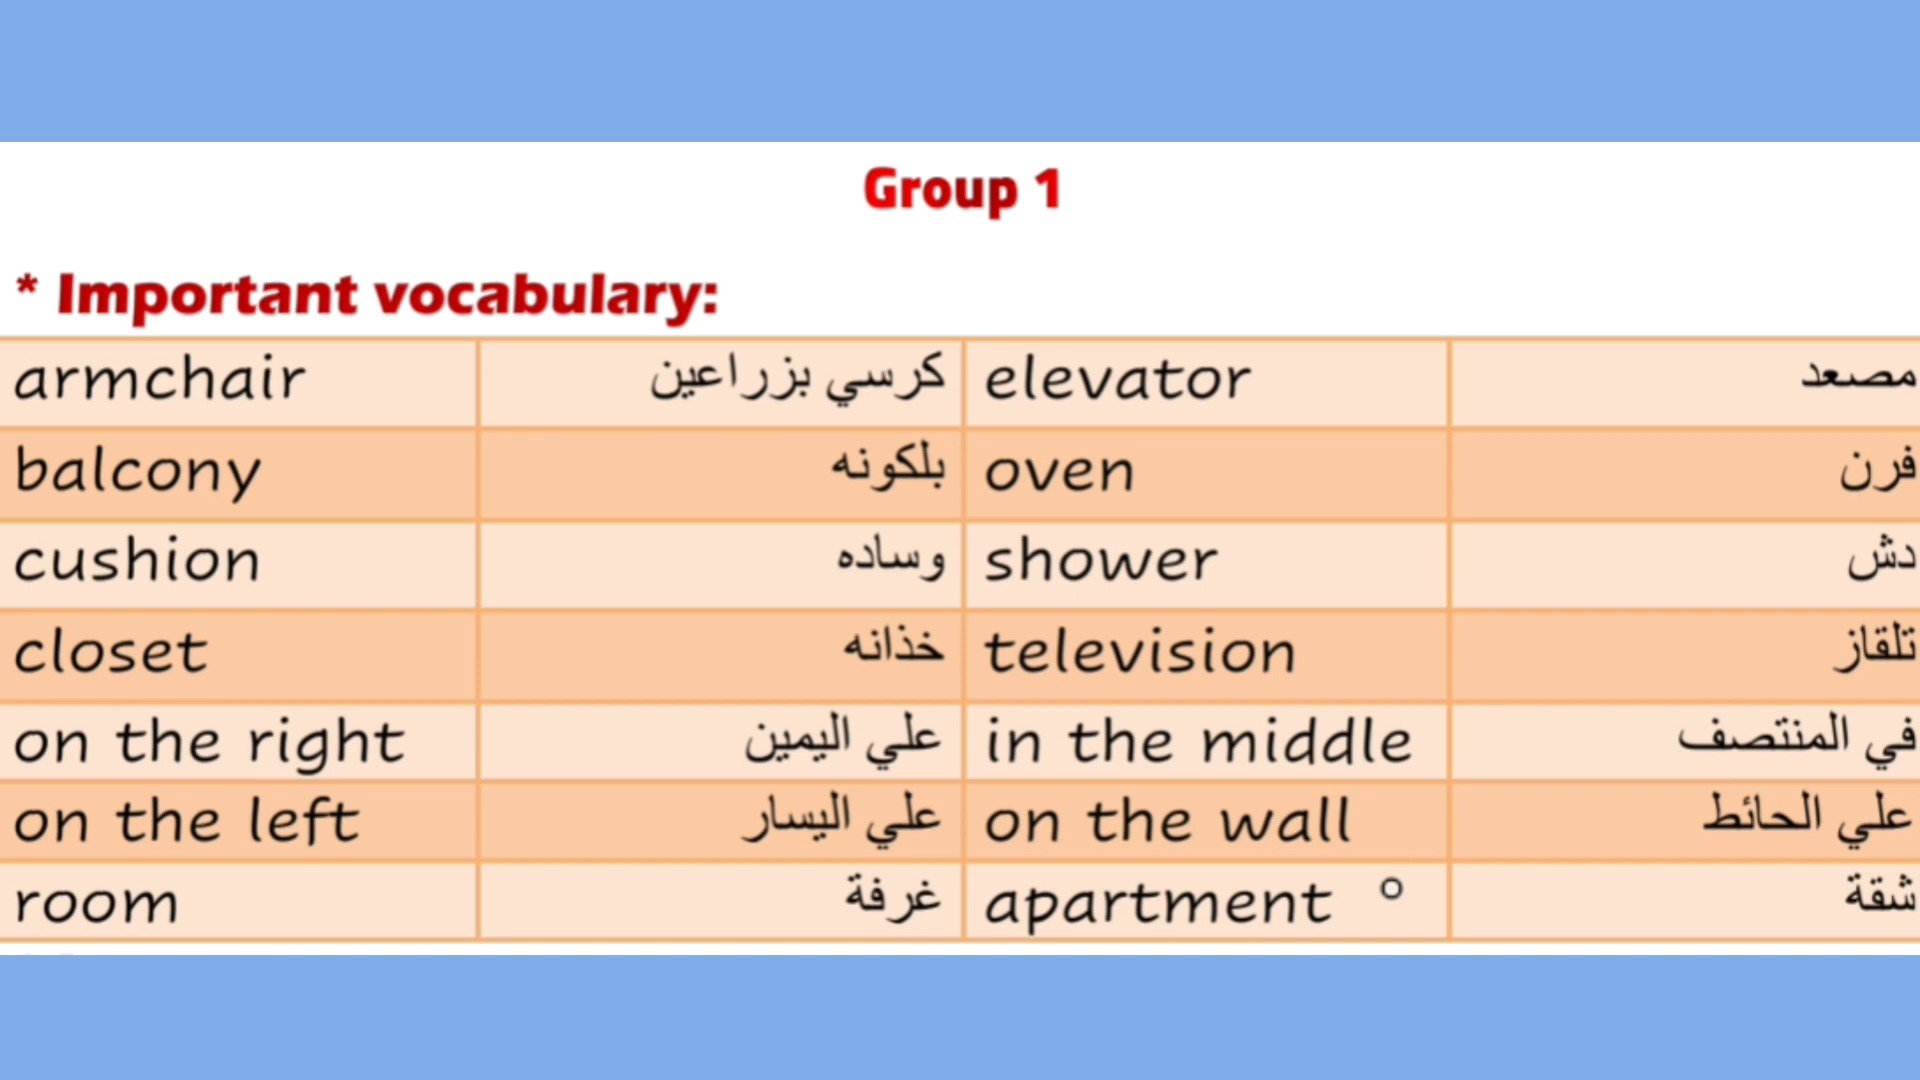 Group 1
* Important vocabulary:
armchair كرسي بزراعين elevator مصعد
balcony بلكونه oven فرن
cushion وساده shower دش
closet خذانه television تلقاز
on the right علي اليمين in the middle في المنتصف
on the left علي اليسار on the wall علي الحائط
room غرفة apartment ° شقة